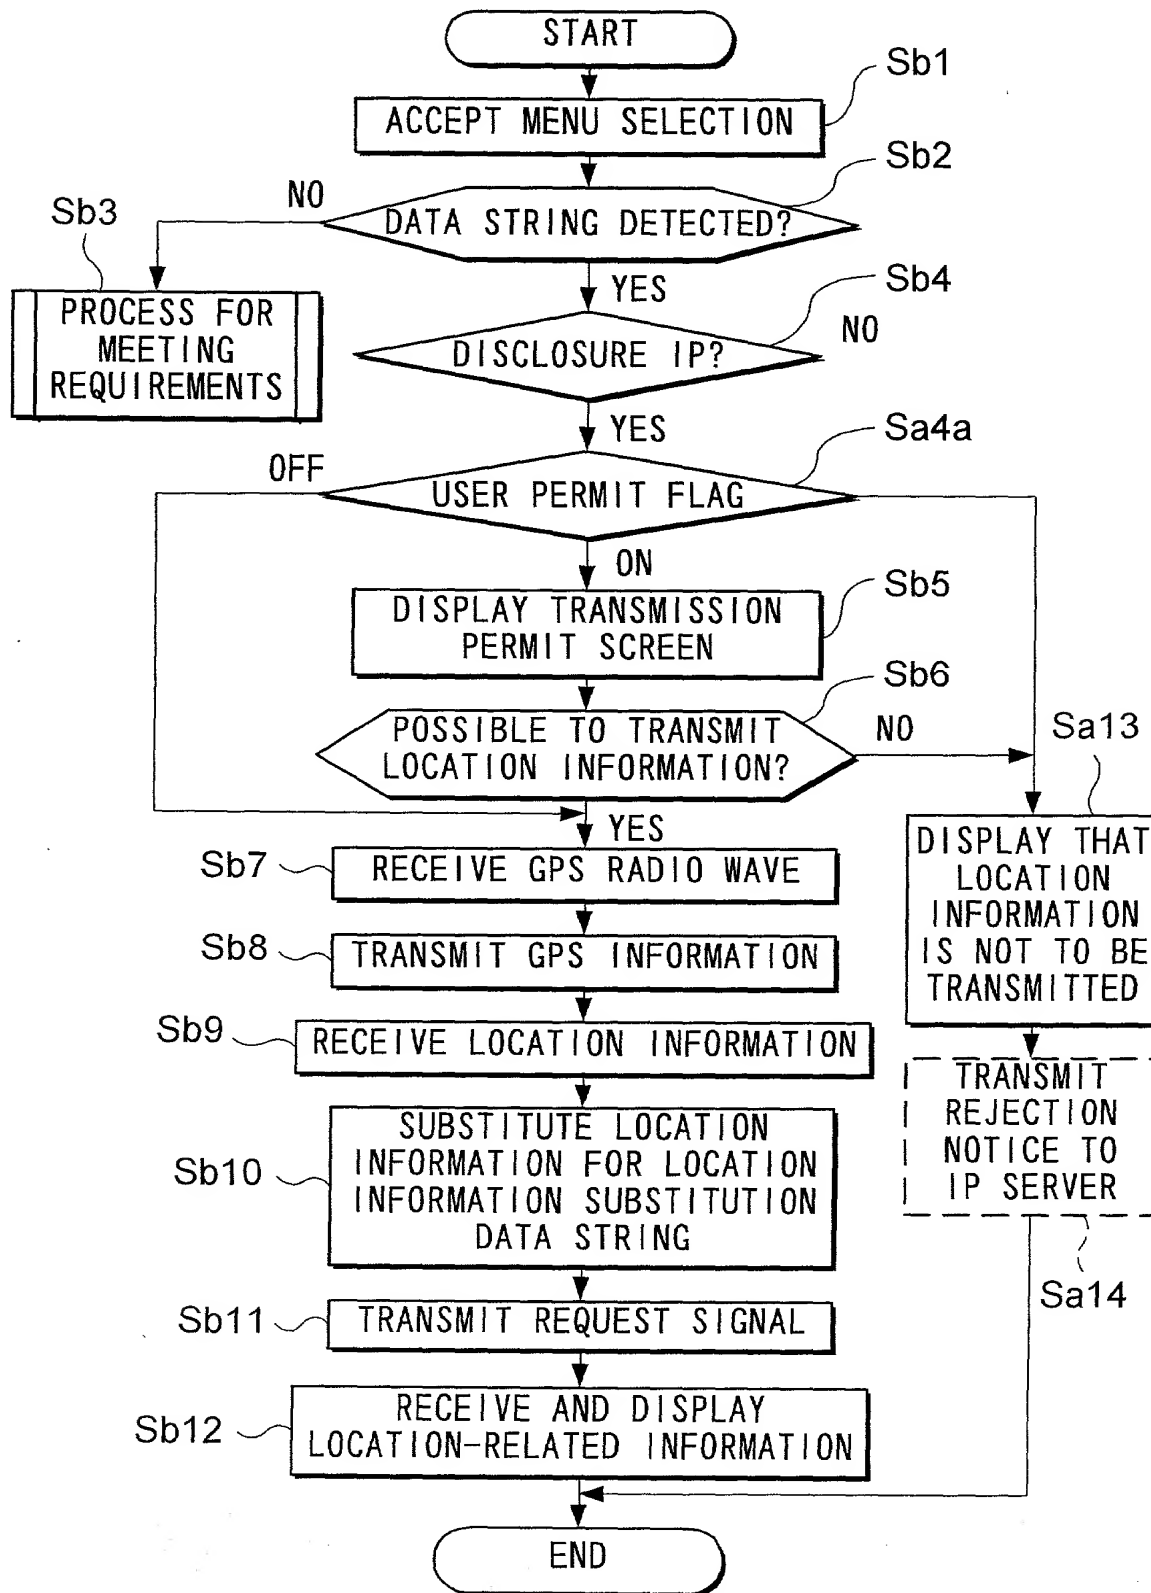 START
Sb1
ACCEPT MENU SELECTION
Sb2
NO
DATA STRING DETECTED?
Sb3
YES
Sb4
PROCESS FOR
MEETING
REQUIREMENTS
NO
DISCLOSURE IP?
YES
Sa4a
OFF
USER PERMIT FLAG
ON
Sb5
DISPLAY TRANSMISSION
PERMIT SCREEN
Sb6
POSSIBLE TO TRANSMIT
LOCATION INFORMATION?
NO
Sa13
YES
Sb7
RECEIVE GPS RADIO WAVE
DISPLAY THAT
LOCATION
INFORMATION
IS NOT TO BE
TRANSMITTED
Sb8
TRANSMIT GPS INFORMATION
Sb9
RECEIVE LOCATION INFORMATION
TRANSMIT
REJECTION
NOTICE TO
IP SERVER
Sa14
Sb10
SUBSTITUTE LOCATION
INFORMATION FOR LOCATION
INFORMATION SUBSTITUTION
DATA STRING
Sb11
TRANSMIT REQUEST SIGNAL
Sb12
RECEIVE AND DISPLAY
LOCATION-RELATED INFORMATION
END